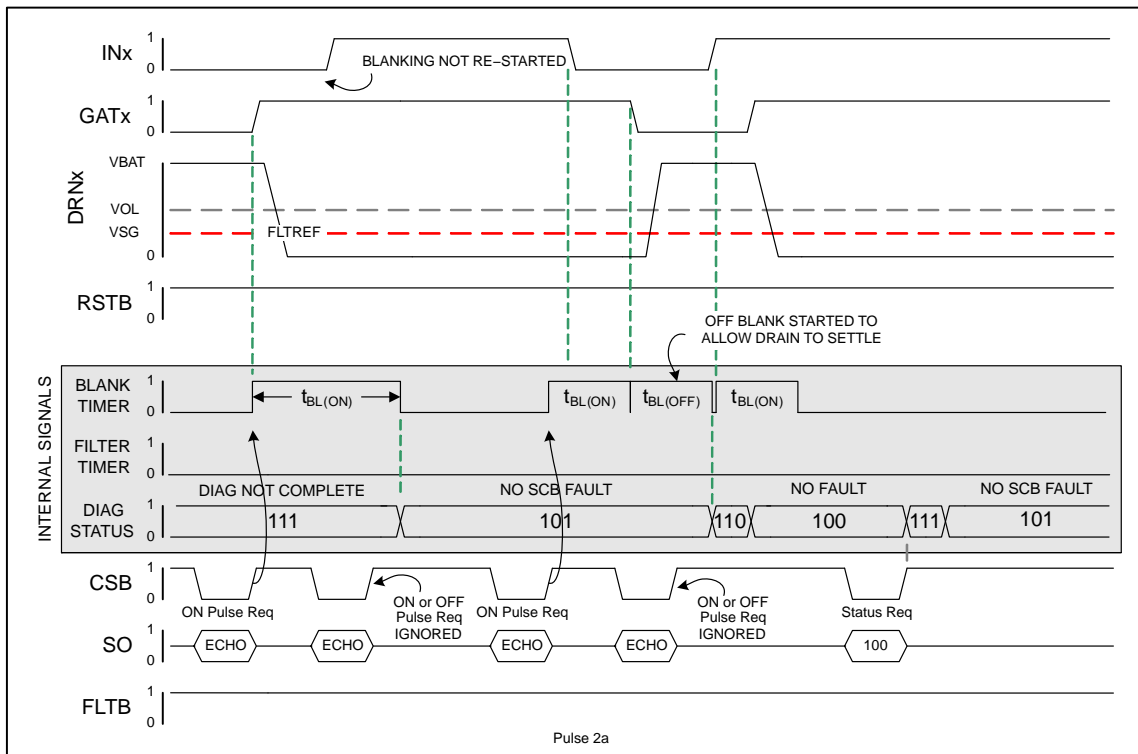 INx
1
0
BLANKING NOT RE−STARTED
GATx
1
0
DRNx
VBAT
VOL
VSG
FLTREF
0
RSTB
1
0
OFF BLANK STARTED TO
ALLOW DRAIN TO SETTLE
INTERNAL SIGNALS
BLANK
TIMER
1
0
tBL(ON)
tBL(ON)
tBL(OFF)
tBL(ON)
FILTER
TIMER
1
0
DIAG NOT COMPLETE
NO SCB FAULT
NO FAULT
NO SCB FAULT
DIAG
STATUS
1
0
111
101
110
100
111
101
CSB
1
0
ON Pulse Req
ON or OFF
Pulse Req
IGNORED
ON Pulse Req
ON or OFF
Pulse Req
IGNORED
Status Req
SO
1
0
ECHO
ECHO
ECHO
ECHO
100
FLTB
1
0
Pulse 2a